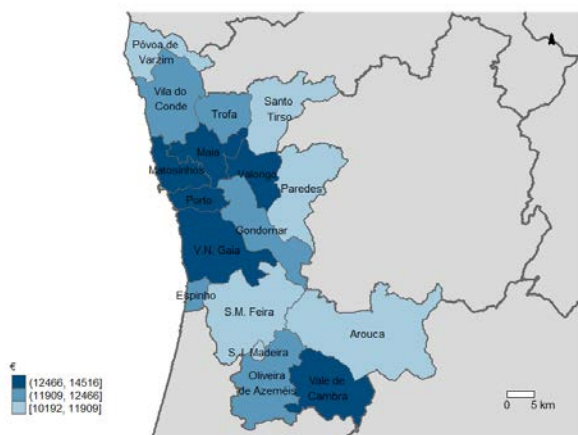 Póvoa de
Varzim
Vila do
Conde
Trofa
Santo
Tirso
Maia
Matosinhos
Valongo
Paredes
Porto
Gondomar
V.N. Gaia
Espinho
S.M. Feira
Arouca
S.J. Madeira
Oliveira
de Azeméis
Vale de
Cambra
€
(12466, 14516]
(11909, 12466]
[10192, 11909]
0 5 km